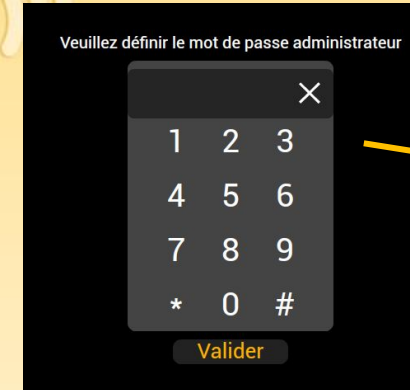 Veuillez définir le mot de passe administrateur
1 2 3
4 5 6
7 8 9
* 0 #
Valider